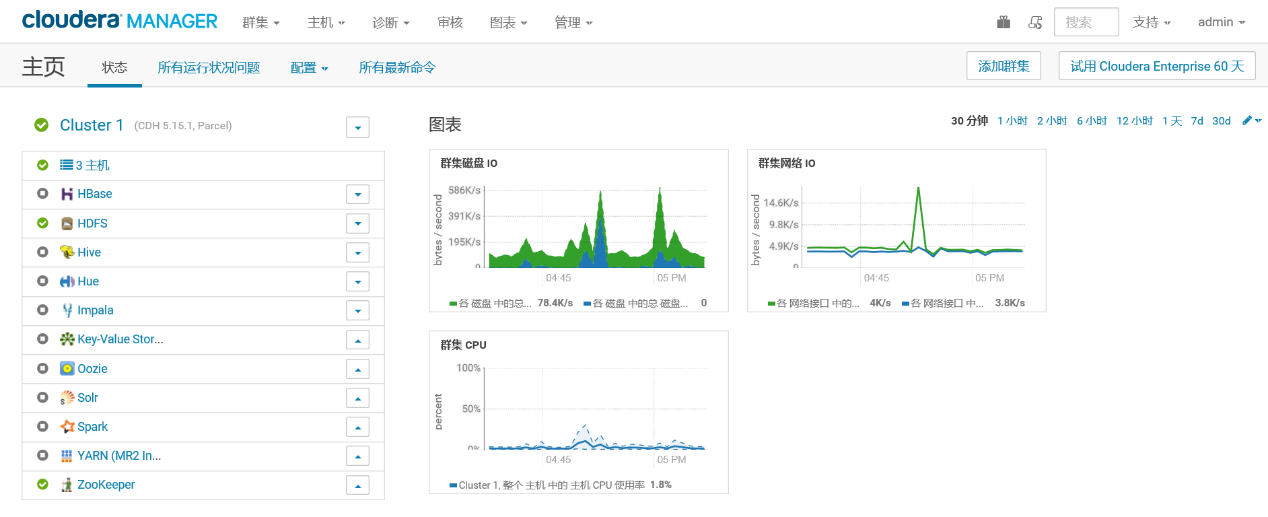 cloudera MANAGER 群集 主机 诊断 审核 图表 管理 搜索 支持 admin
主页 状态 所有运行状况问题 配置 所有最新命令 添加群集 试用 Cloudera Enterprise 60 天
Cluster 1 (CDH 5.15.1, Parcel)
3 主机
HBase
HDFS
Hive
Hue
Impala
Key-Value Stor...
Oozie
Solr
Spark
YARN (MR2 In...
ZooKeeper
图表 30 分钟 1 小时 2 小时 6 小时 12 小时 1 天 7d 30d
群集磁盘 IO
bytes / second
586K/s
391K/s
195K/s
0
04:45 05 PM
各 磁盘 中的总... 78.4K/s 各 磁盘 中的总 磁盘... 0
群集网络 IO
bytes / second
14.6K/s
9.8K/s
4.9K/s
0
04:45 05 PM
各 网络接口 中的... 4K/s 各 网络接口 中... 3.8K/s
群集 CPU
percent
100%
50%
0%
04:45 05 PM
Cluster 1, 整个 主机 中的 主机 CPU 使用率 1.8%